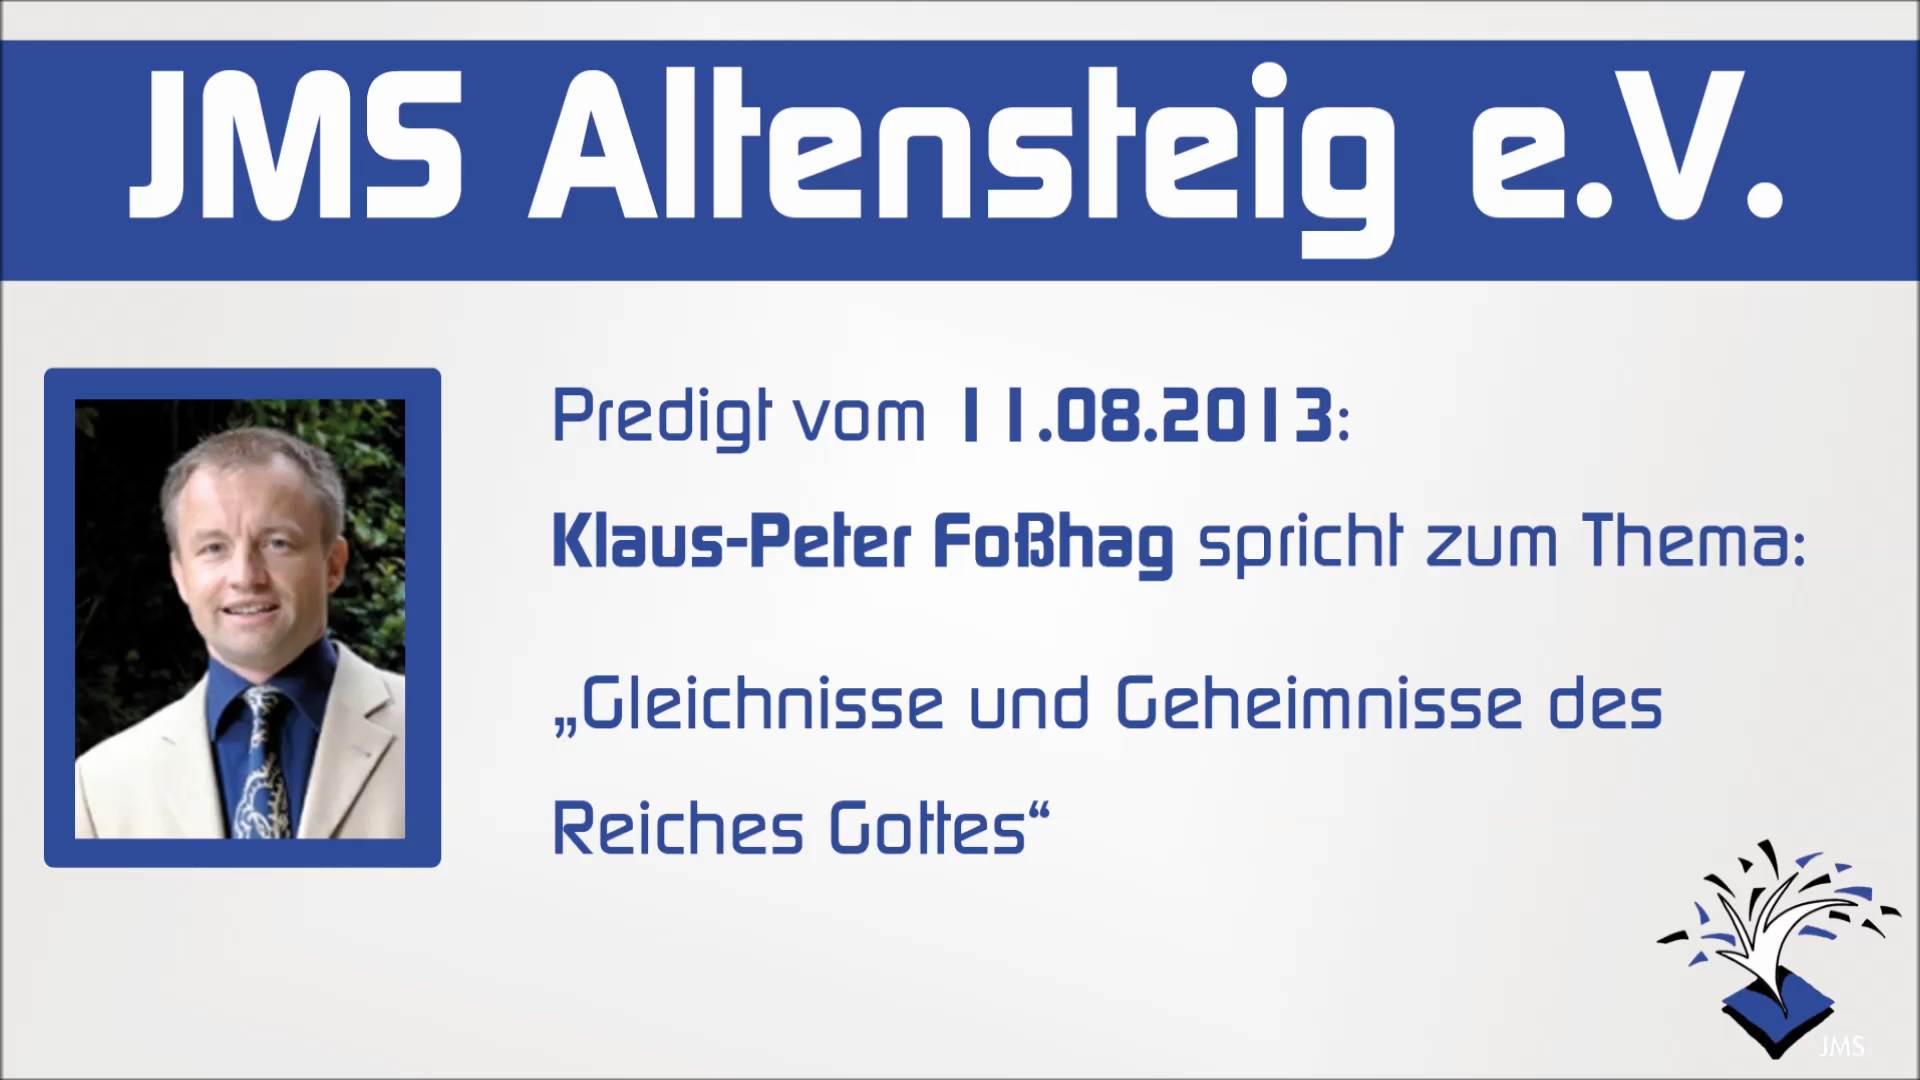 JMS Altensteig e.V.
Predigt vom 11.08.2013:
Klaus-Peter Foßhag spricht zum Thema:
„Gleichnisse und Geheimnisse des
Reiches Gottes“
JMS